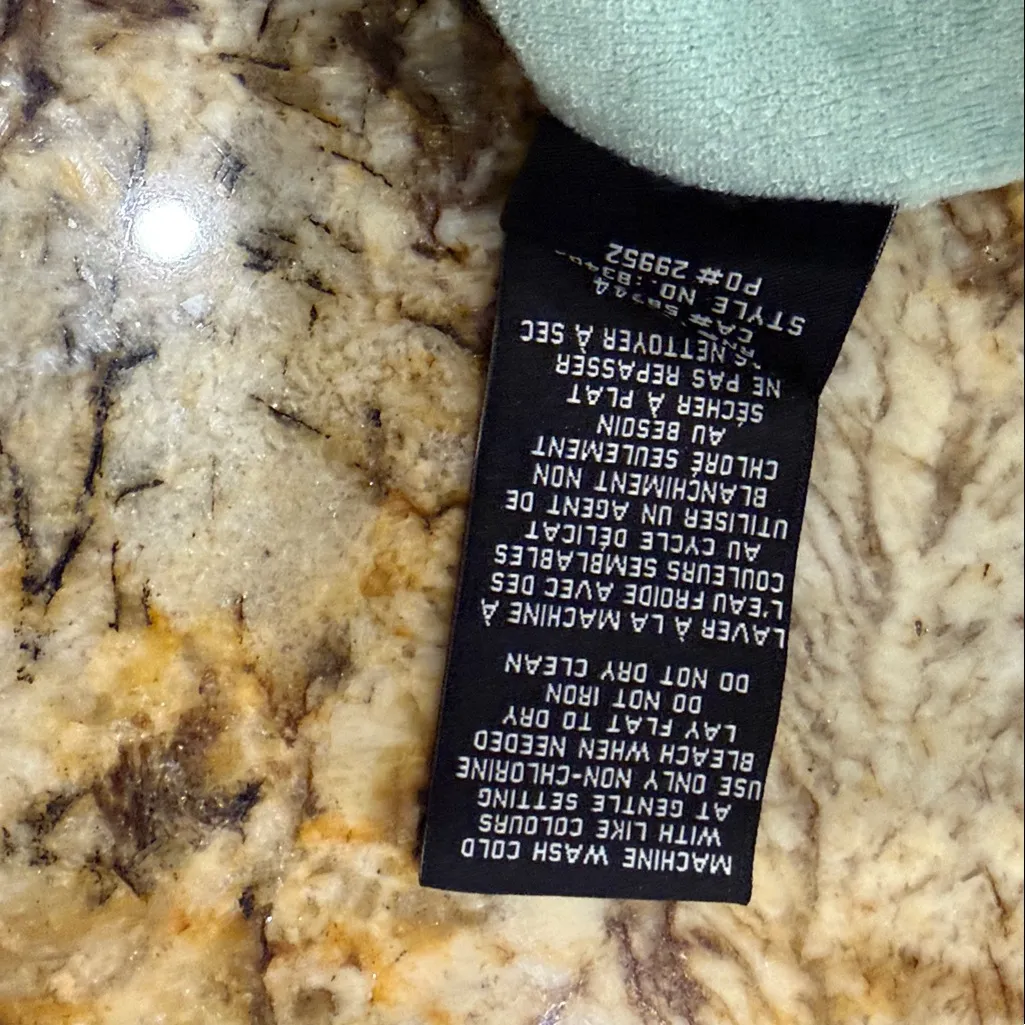 MACHINE WASH COLD
WITH LIKE COLOURS
AT GENTLE SETTING
USE ONLY NON-CHLORINE
BLEACH WHEN NEEDED
LAY FLAT TO DRY
DO NOT IRON
DO NOT DRY CLEAN
LAVER À LA MACHINE À
L'EAU FROIDE AVEC DES
COULEURS SEMBLABLES
AU CYCLE DÉLICAT
UTILISER UN AGENT DE
BLANCHIMENT NON
CHLORÉ SEULEMENT
AU BESOIN
SÉCHER À PLAT
NE PAS REPASSER
NETTOYER À SEC
STYLE NO.:
PO# 29952